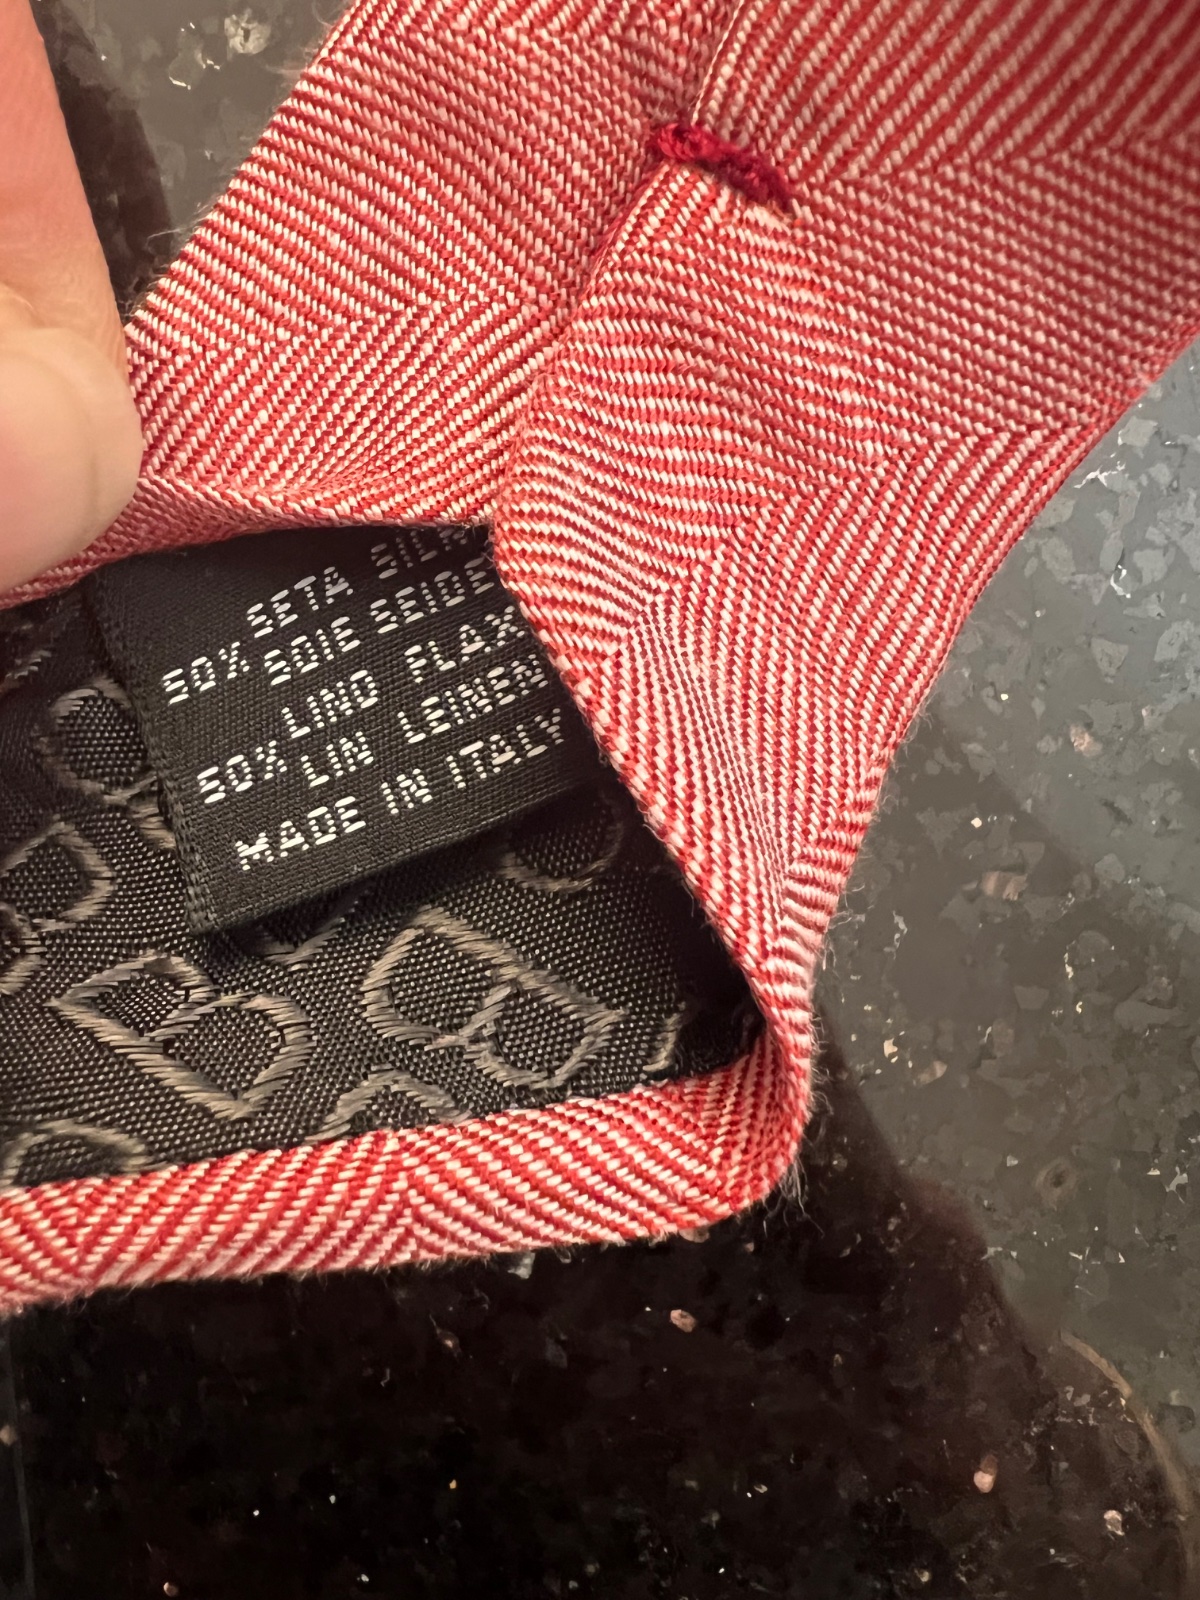 SETA SILK
50% SOIE SEIDE
LINO FLAX
50% LIN LEINEN
MADE IN ITALY